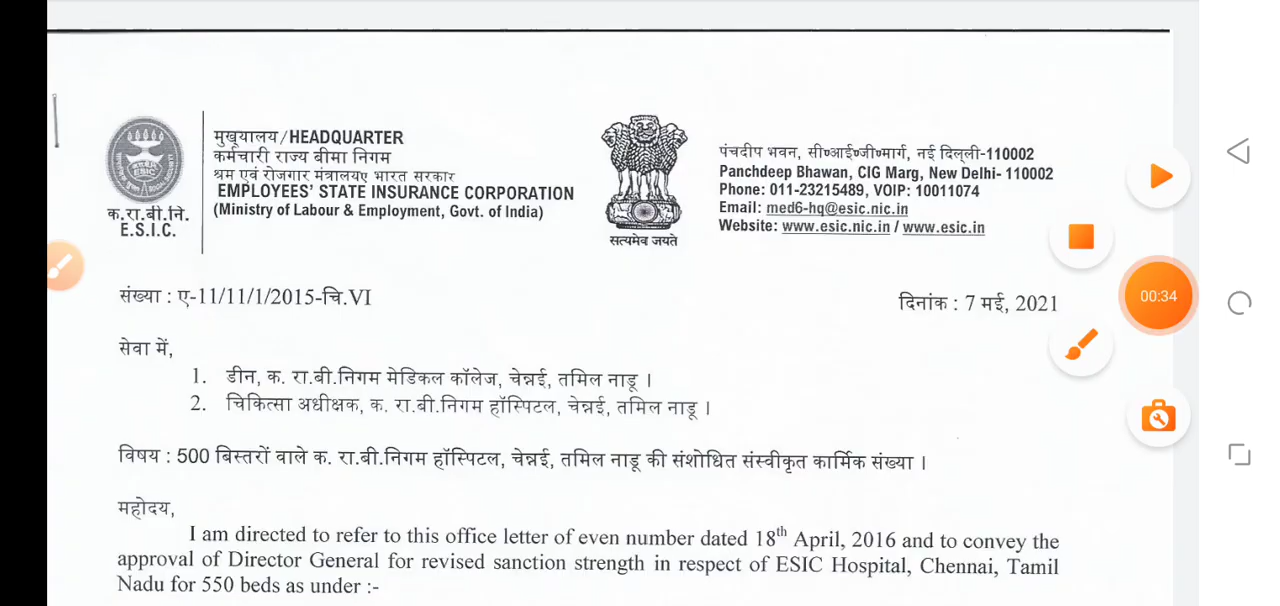 मुख्यालय/HEADQUARTER
कर्मचारी राज्य बीमा निगम
श्रम एवं रोजगार मंत्रालयए भारत सरकार
EMPLOYEES' STATE INSURANCE CORPORATION
(Ministry of Labour & Employment, Govt. of India)
क.रा.बी.नि.
E.S.I.C.
सत्यमेव जयते
पंचदीप भवन, सी०आई०जी०मार्ग, नई दिल्ली-110002
Panchdeep Bhawan, CIG Marg, New Delhi- 110002
Phone: 011-23215489, VOIP: 10011074
Email: med6-hq@esic.nic.in
Website: www.esic.nic.in / www.esic.in
00:34
संख्या : ए-11/11/1/2015-चि.VI
दिनांक : 7 मई, 2021
सेवा में,
1. डीन, क. रा.बी.निगम मेडिकल कॉलेज, चेन्नई, तमिल नाडू ।
2. चिकित्सा अधीक्षक, क. रा.बी.निगम हॉस्पिटल, चेन्नई, तमिल नाडू ।
विषय : 500 बिस्तरों वाले क. रा.बी.निगम हॉस्पिटल, चेन्नई, तमिल नाडू की संशोधित संस्वीकृत कार्मिक संख्या ।
महोदय,
I am directed to refer to this office letter of even number dated 18th April, 2016 and to convey the
approval of Director General for revised sanction strength in respect of ESIC Hospital, Chennai, Tamil
Nadu for 550 beds as under :-